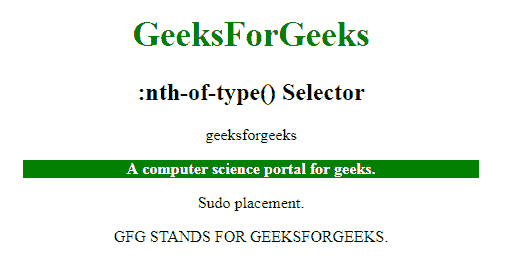 GeeksForGeeks
:nth-of-type() Selector
geeksforgeeks
A computer science portal for geeks.
Sudo placement.
GFG STANDS FOR GEEKSFORGEEKS.